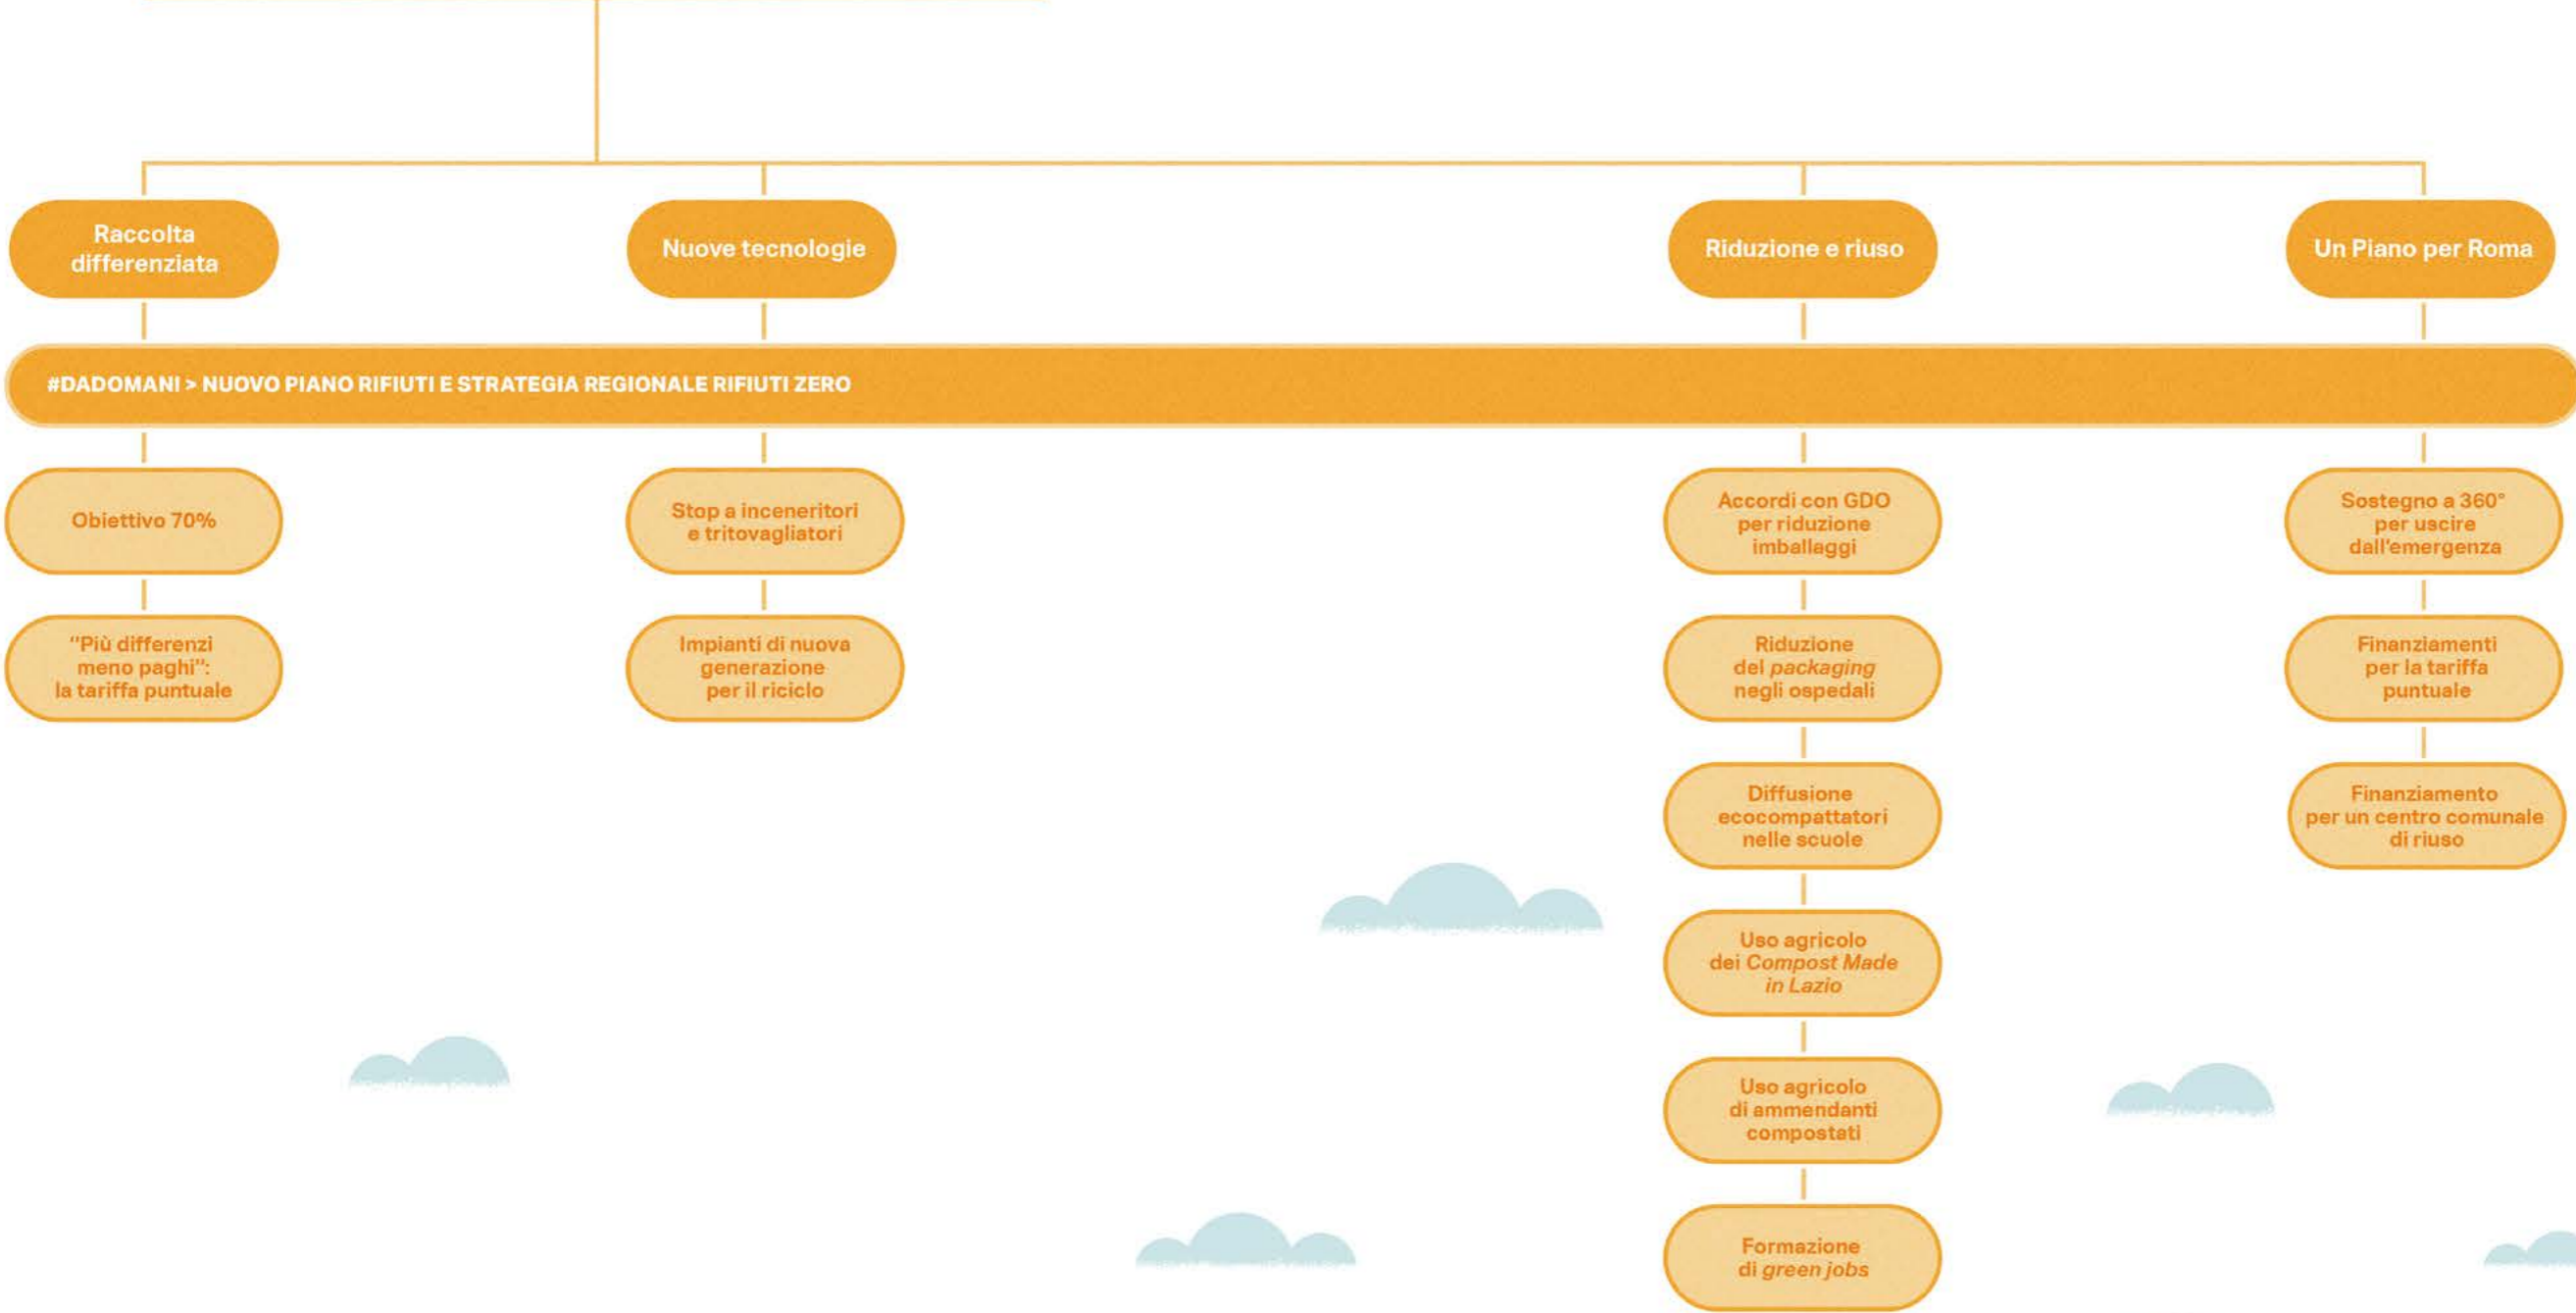 Raccolta
differenziata
Nuove tecnologie
Riduzione e riuso
Un Piano per Roma
#DADOMANI > NUOVO PIANO RIFIUTI E STRATEGIA REGIONALE RIFIUTI ZERO
Obiettivo 70%
"Più differenzi
meno paghi":
la tariffa puntuale
Stop a inceneritori
e tritovagliatori
Impianti di nuova
generazione
per il riciclo
Accordi con GDO
per riduzione
imballaggi
Riduzione
del packaging
negli ospedali
Diffusione
ecocompattatori
nelle scuole
Uso agricolo
dei Compost Made
in Lazio
Uso agricolo
di ammendanti
compostati
Formazione
di green jobs
Sostegno a 360°
per uscire
dall'emergenza
Finanziamenti
per la tariffa
puntuale
Finanziamento
per un centro comunale
di riuso